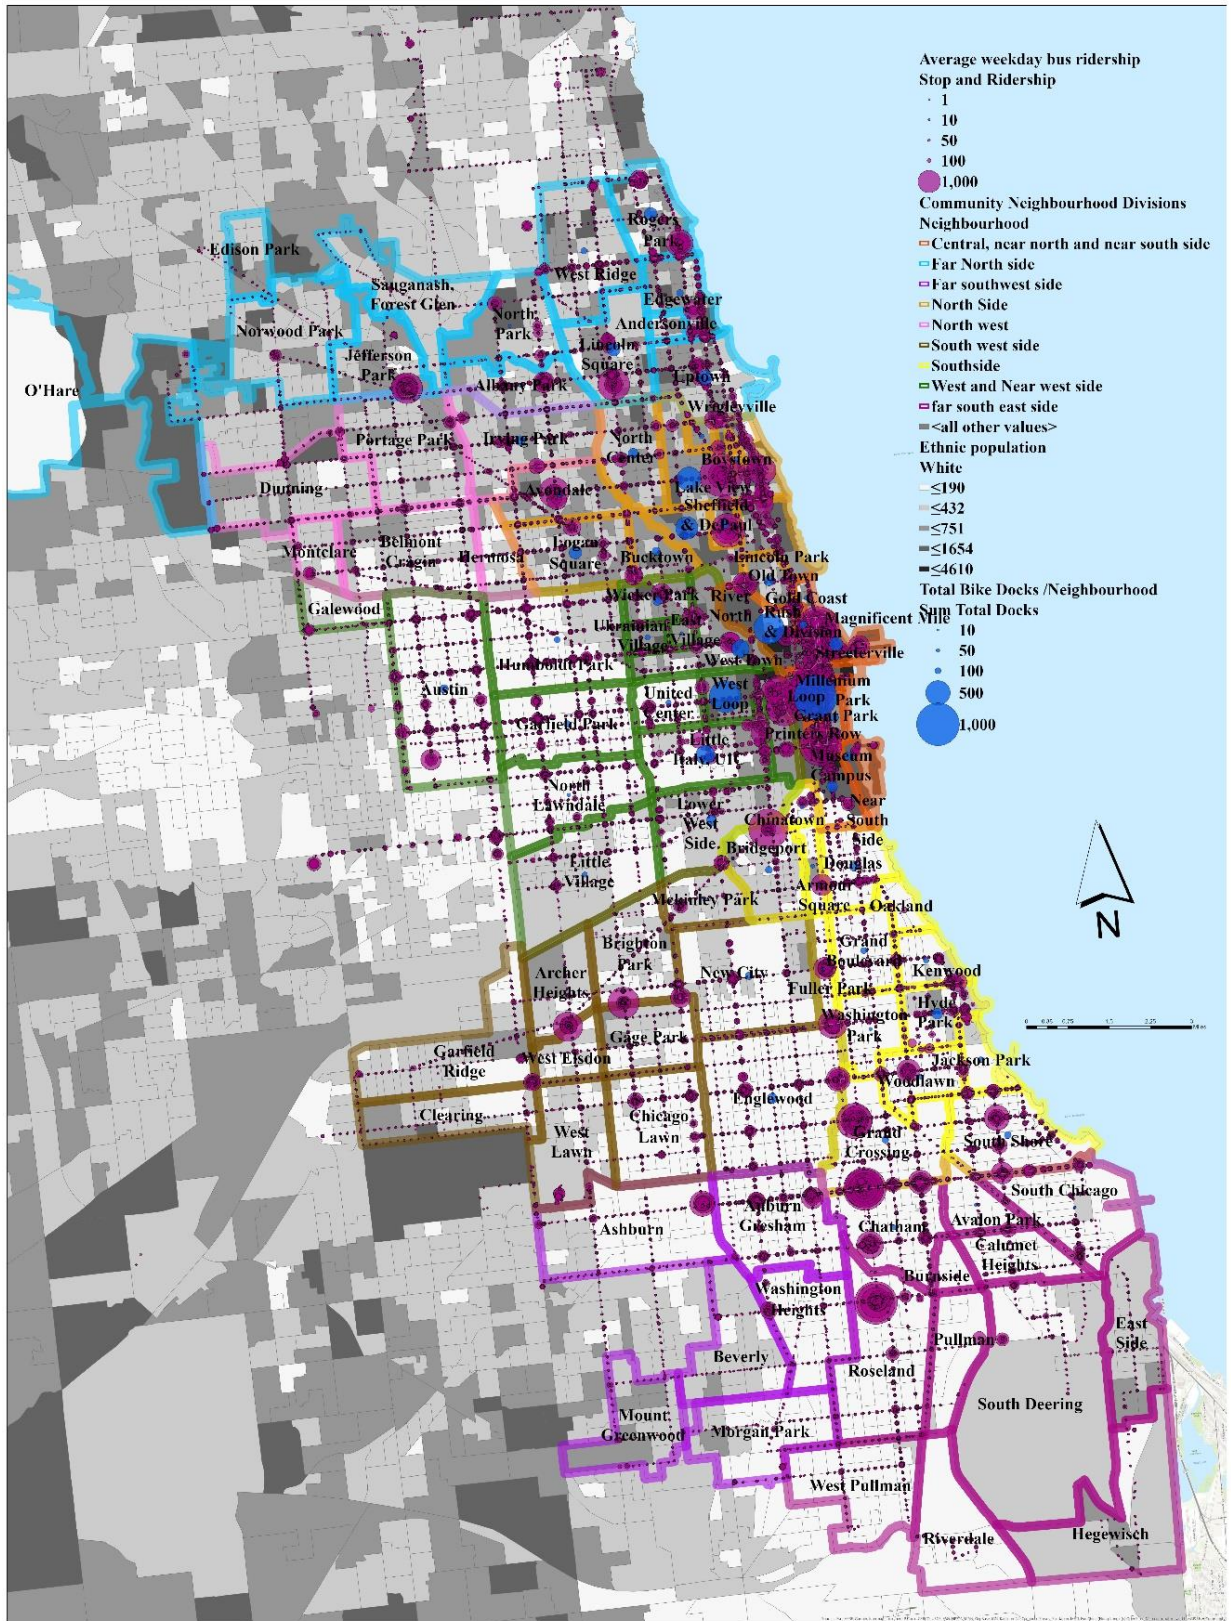 Average weekday bus ridership
Stop and Ridership
1
10
50
100
1,000
Community Neighbourhood Divisions
Neighbourhood
Central, near north and near south side
Far North side
Far southwest side
North Side
North west
South west side
Southside
West and Near west side
far south east side
<all other values>
Ethnic population
White
≤190
≤432
≤751
≤1654
≤4610
Total Bike Docks /Neighbourhood
Sum Total Docks
10
50
100
500
1,000
Rogers
Park
Edison Park
West Ridge
Sauganash,
Forest Glen
Edgewater
North
Park
Andersonville
Norwood Park
Lincoln
Square
Jefferson
Park
O'Hare
Albany Park
Uptown
Wrigleyville
Portage Park
Irving Park
North
Center
Boystown
Dunning
Avondale
Lake View
Sheffield
& DePaul
Montclare
Belmont
Cragin
Hermosa
Logan
Square
Bucktown
Lincoln Park
Old Town
Galewood
Wicker Park
River
North
Gold Coast
Rush
& Division
Magnificent Mile
Ukrainian
Village
East
Village
Streeterville
Humboldt Park
West Town
Austin
United
Center
West
Loop
Millenium
Park
Loop
Garfield Park
Grant Park
Printers Row
Little
Italy, UIC
Museum
Campus
North
Lawndale
Lower
West
Side
Chinatown
Near
South
Side
Bridgeport
Little
Village
Douglas
Mckinley Park
Armour
Square
Oakland
Brighton
Park
Grand
Boulevard
Archer
Heights
New City
Kenwood
Fuller Park
Hyde
Park
Washington
Park
Gage Park
Garfield
Ridge
West Elsdon
Jackson Park
Woodlawn
Clearing
Chicago
Lawn
Englewood
West
Lawn
Grand
Crossing
South Shore
South Chicago
Ashburn
Auburn
Gresham
Chatham
Avalon Park
Calumet
Heights
Burnside
Washington
Heights
East
Side
Pullman
Beverly
Roseland
South Deering
Mount
Greenwood
Morgan Park
West Pullman
Riverdale
Hegewisch
N
0 0.35 0.75 1.5 2.25 3
Miles